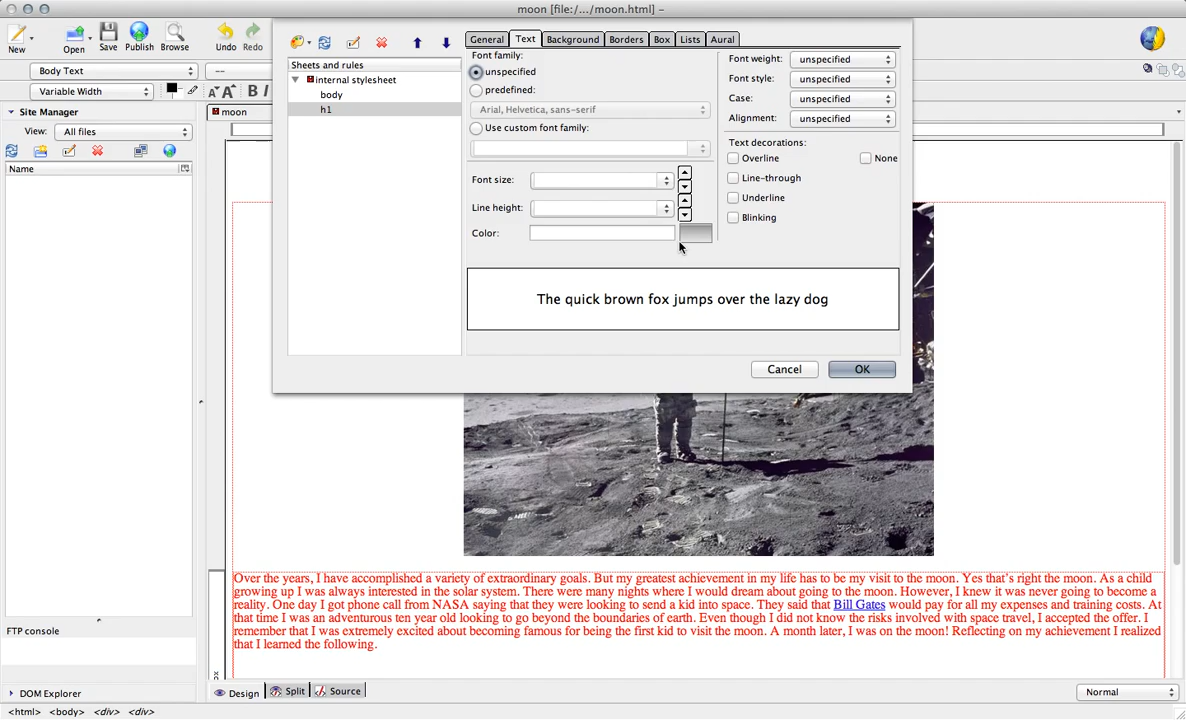 moon [file:/.../moon.html] –
New
Open
Save
Publish
Browse
Undo
Redo
Body Text
--
Variable Width
A
A
B
I
Site Manager
View:
All files
Name
FTP console
DOM Explorer
moon
Sheets and rules
internal stylesheet
body
h1
General
Text
Background
Borders
Box
Lists
Aural
Font family:
unspecified
predefined:
Arial, Helvetica, sans-serif
Use custom font family:
Font size:
Line height:
Color:
Font weight:
unspecified
Font style:
unspecified
Case:
unspecified
Alignment:
unspecified
Text decorations:
Overline
None
Line-through
Underline
Blinking
The quick brown fox jumps over the lazy dog
Cancel
OK
Over the years, I have accomplished a variety of extraordinary goals. But my greatest achievement in my life has to be my visit to the moon. Yes that's right the moon. As a child
growing up I was always interested in the solar system. There were many nights where I would dream about going to the moon. However, I knew it was never going to become a
reality. One day I got phone call from NASA saying that they were looking to send a kid into space. They said that Bill Gates would pay for all my expenses and training costs. At
that time I was an adventurous ten year old looking to go beyond the boundaries of earth. Even though I did not know the risks involved with space travel, I accepted the offer. I
remember that I was extremely excited about becoming famous for being the first kid to visit the moon. A month later, I was on the moon! Reflecting on my achievement I realized
that I learned the following.
Design
Split
Source
Normal
<html> <body> <div> <div>